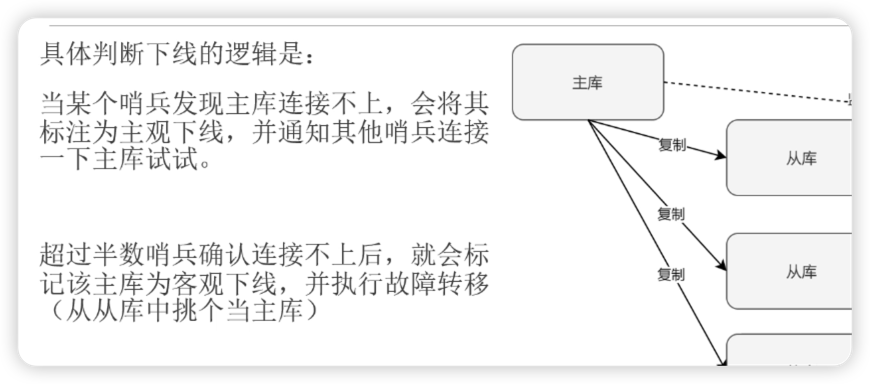 具体判断下线的逻辑是：
当某个哨兵发现主库连接不上，会将其
标注为主观下线，并通知其他哨兵连接
一下主库试试。
超过半数哨兵确认连接不上后，就会标
记该主库为客观下线，并执行故障转移
（从从库中挑个当主库）
主库
复制
从库
复制
从库
复制